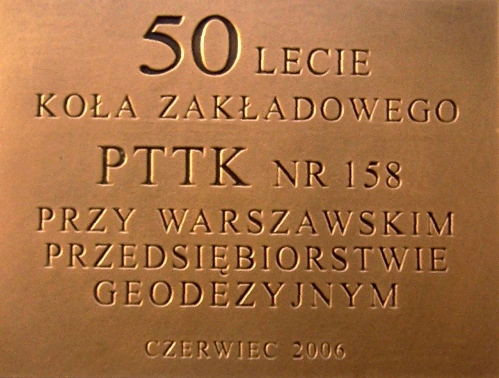 50 LECIE
KOŁA ZAKŁADOWEGO
PTTK NR 158
PRZY WARSZAWSKIM
PRZEDSIĘBIORSTWIE
GEODEZYJNYM
CZERWIEC 2006